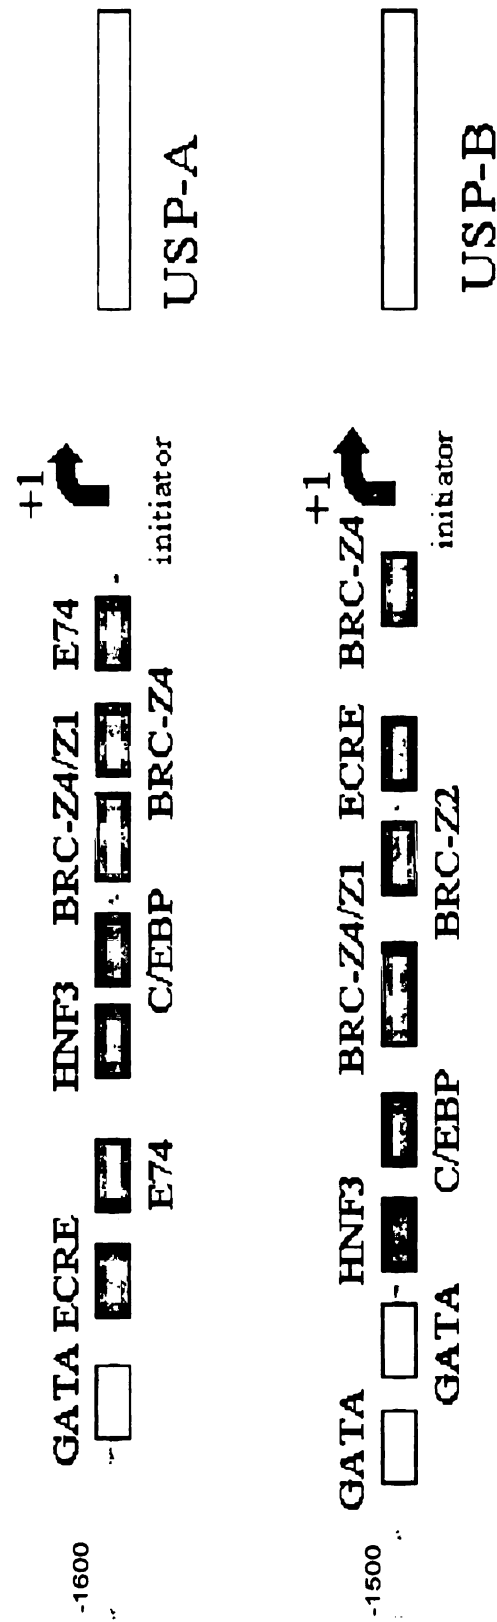 -1600
GATA ECRE HNF3 BRC-Z4/Z1 E74 +1
E74 C/EBP BRC-Z4 initiator USP-A
-1500
GATA HNF3 BRC-Z4/Z1 ECRE BRC-Z4 +1
GATA C/EBP BRC-Z2 initiator USP-B